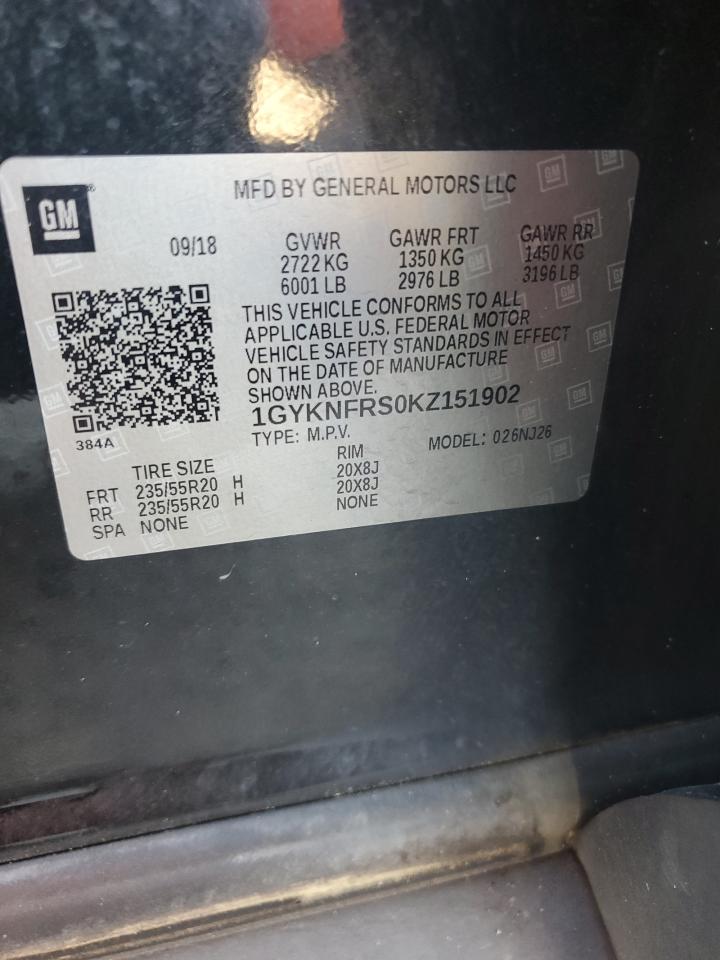 GM
MFD BY GENERAL MOTORS LLC
09/18 GVWR GAWR FRT GAWR RR
2722 KG 1350 KG 1450 KG
6001 LB 2976 LB 3196 LB
THIS VEHICLE CONFORMS TO ALL
APPLICABLE U.S. FEDERAL MOTOR
VEHICLE SAFETY STANDARDS IN EFFECT
ON THE DATE OF MANUFACTURE
SHOWN ABOVE.
1GYKNFRS0KZ151902
384A
TYPE: M.P.V. MODEL: 026NJ26
TIRE SIZE RIM
FRT 235/55R20 H 20X8J
RR 235/55R20 H 20X8J
SPA NONE NONE